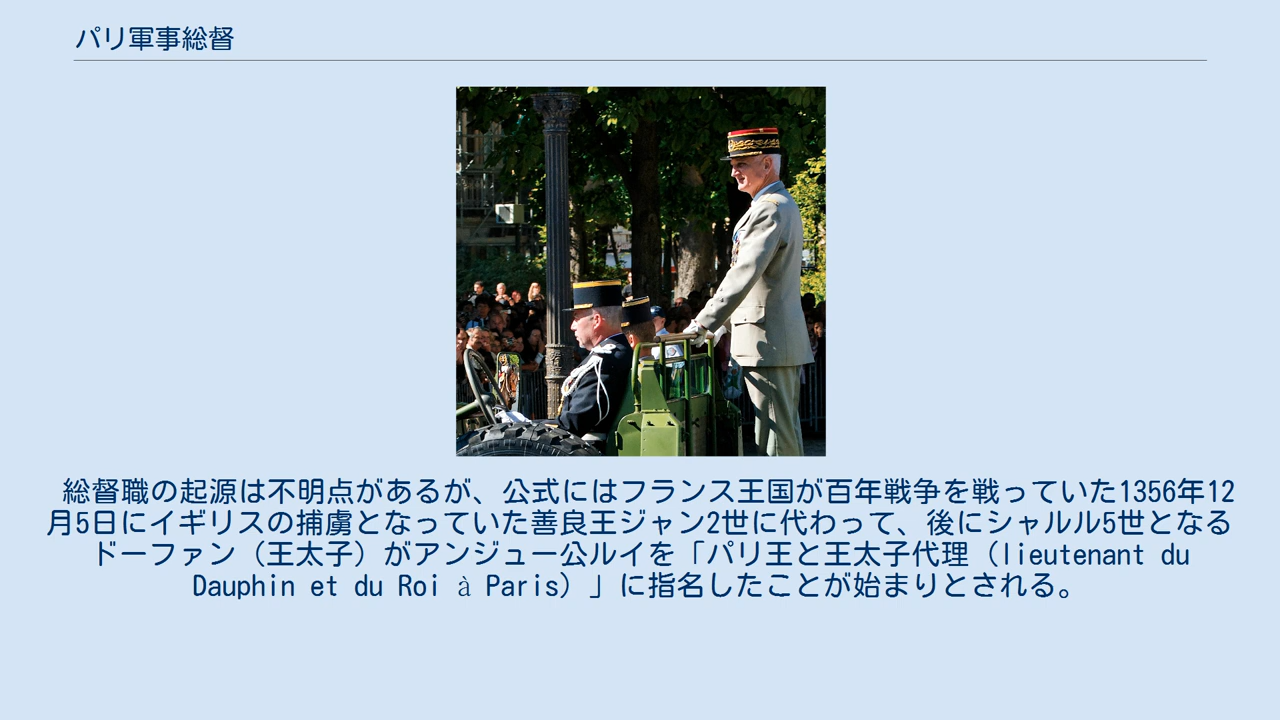 パリ軍事総督
総督職の起源は不明点があるが、公式にはフランス王国が百年戦争を戦っていた1356年12
月5日にイギリスの捕虜となっていた善良王ジャン2世に代わって、後にシャルル5世となる
ドーファン（王太子）がアンジュー公ルイを「パリ王と王太子代理（lieutenant du
Dauphin et du Roi à Paris）」に指名したことが始まりとされる。